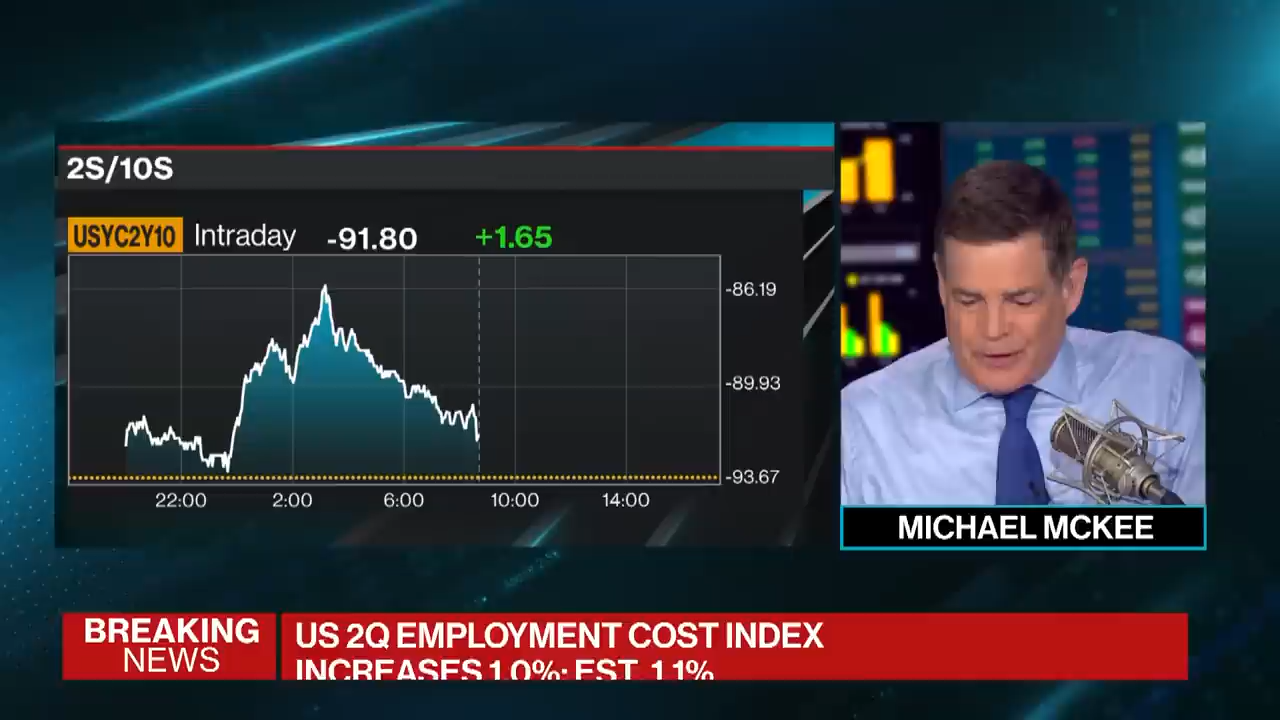 2S/10S
USYC2Y10 Intraday -91.80 +1.65
-86.19
-89.93
-93.67
22:00 2:00 6:00 10:00 14:00
MICHAEL MCKEE
BREAKING
NEWS
US 2Q EMPLOYMENT COST INDEX
INCREASES 1.0%; EST. 1.1%